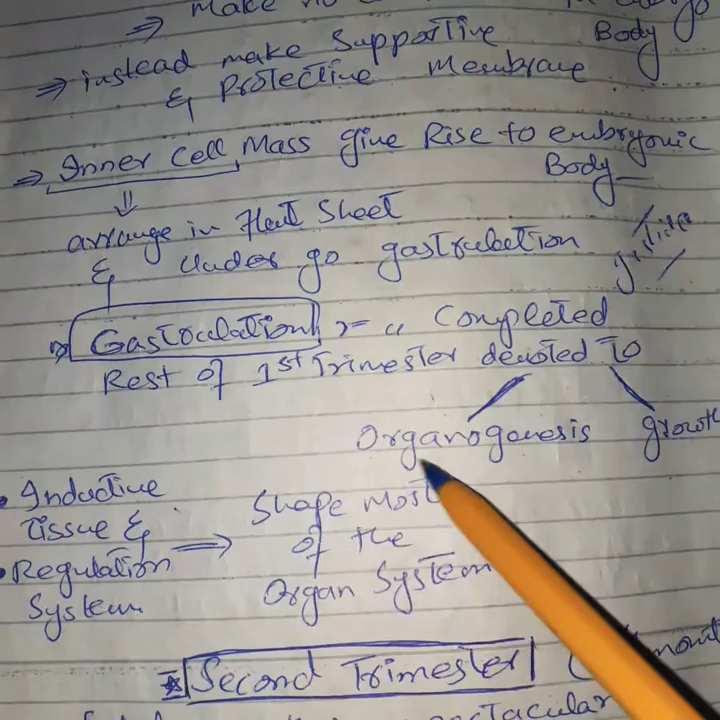 ⇒ Make no
⇒ instead make Supportive Body
& Protective Membrane
⇒ Inner Cell, Mass give Rise to embryonic
Body
⇓
arrange in Flat Sheet
& Under go gastrulation
Gastrulation :- " Completed
Rest of 1st Trimester devoted To
Organogenesis growth
• Inductive
Tissue &
• Regulation
System
⇒ Shape Most
of the
Organ System
Second Trimester (